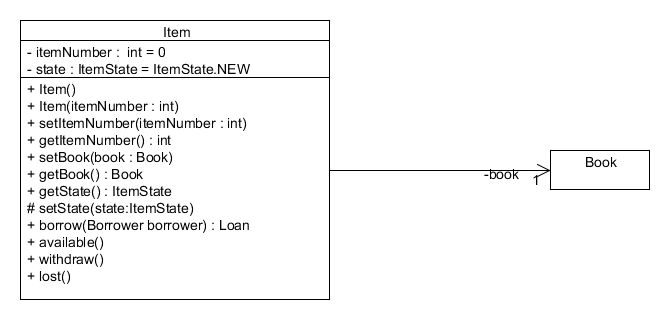 Item
- itemNumber :  int = 0
- state : ItemState = ItemState.NEW
+ Item()
+ Item(itemNumber : int)
+ setItemNumber(itemNumber : int)
+ getItemNumber() : int
+ setBook(book : Book)
+ getBook() : Book
+ getState() : ItemState
# setState(state:ItemState)
+ borrow(Borrower borrower) : Loan
+ available()
+ withdraw()
+ lost()
-book 1
Book